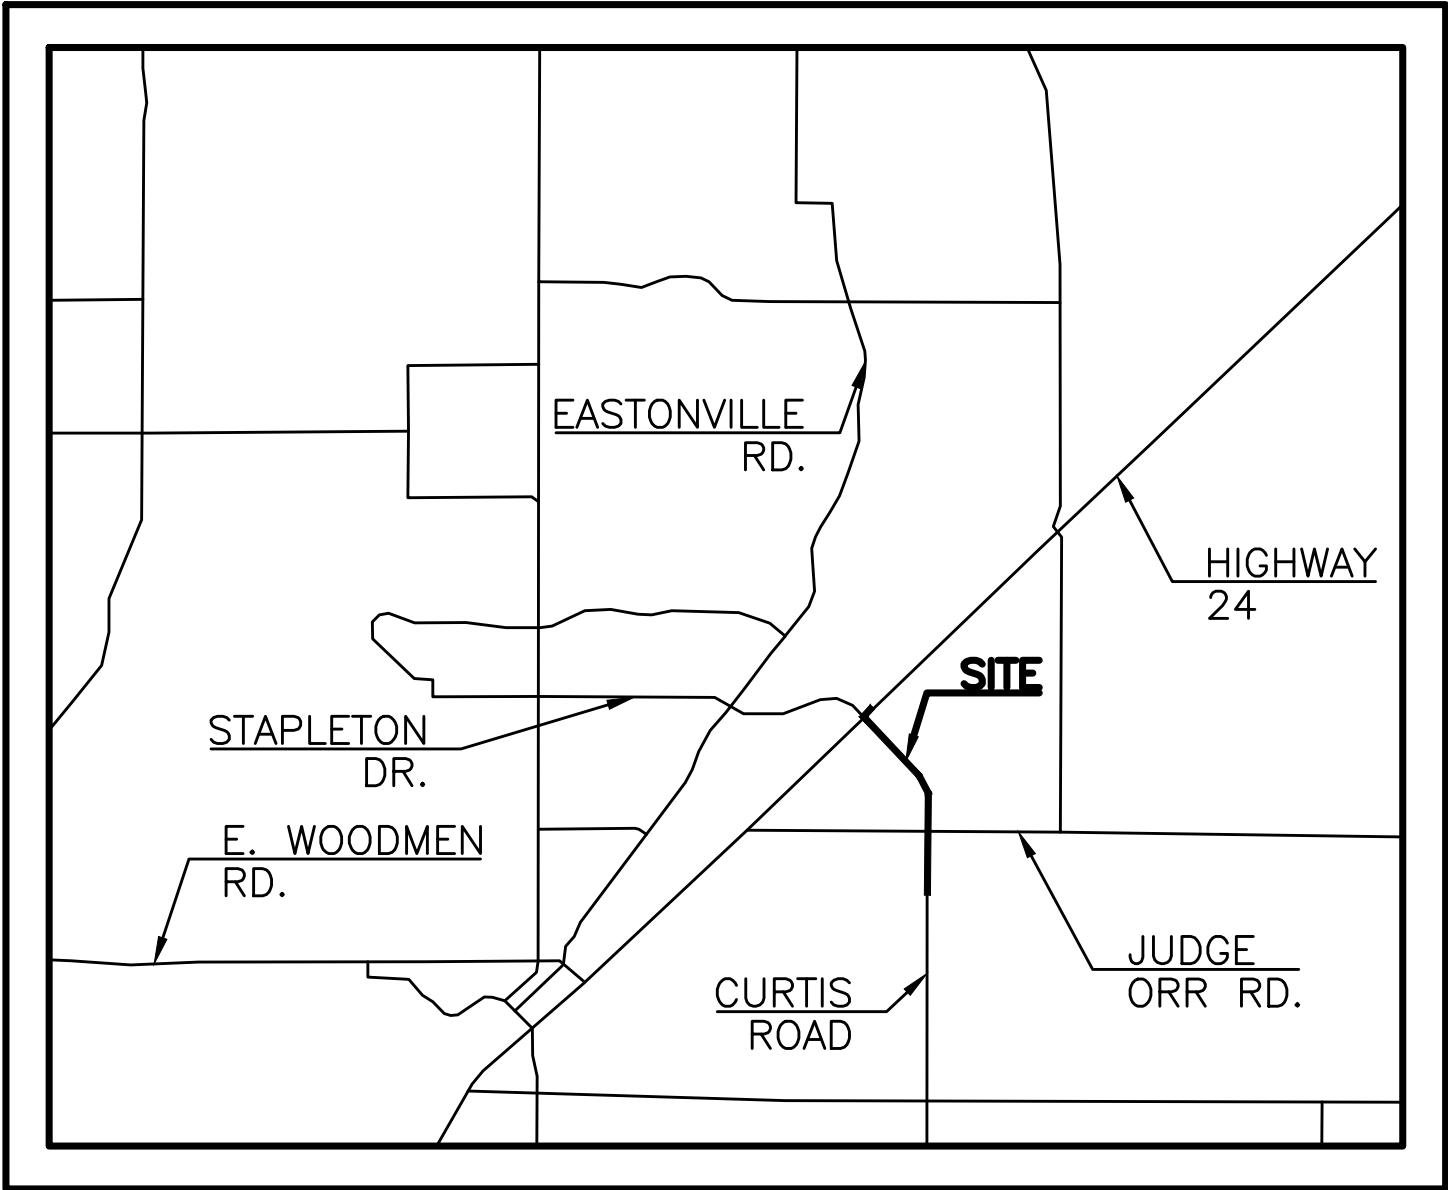 EASTONVILLE
RD.
HIGHWAY
24
SITE
STAPLETON
DR.
E. WOODMEN
RD.
JUDGE
ORR RD.
CURTIS
ROAD